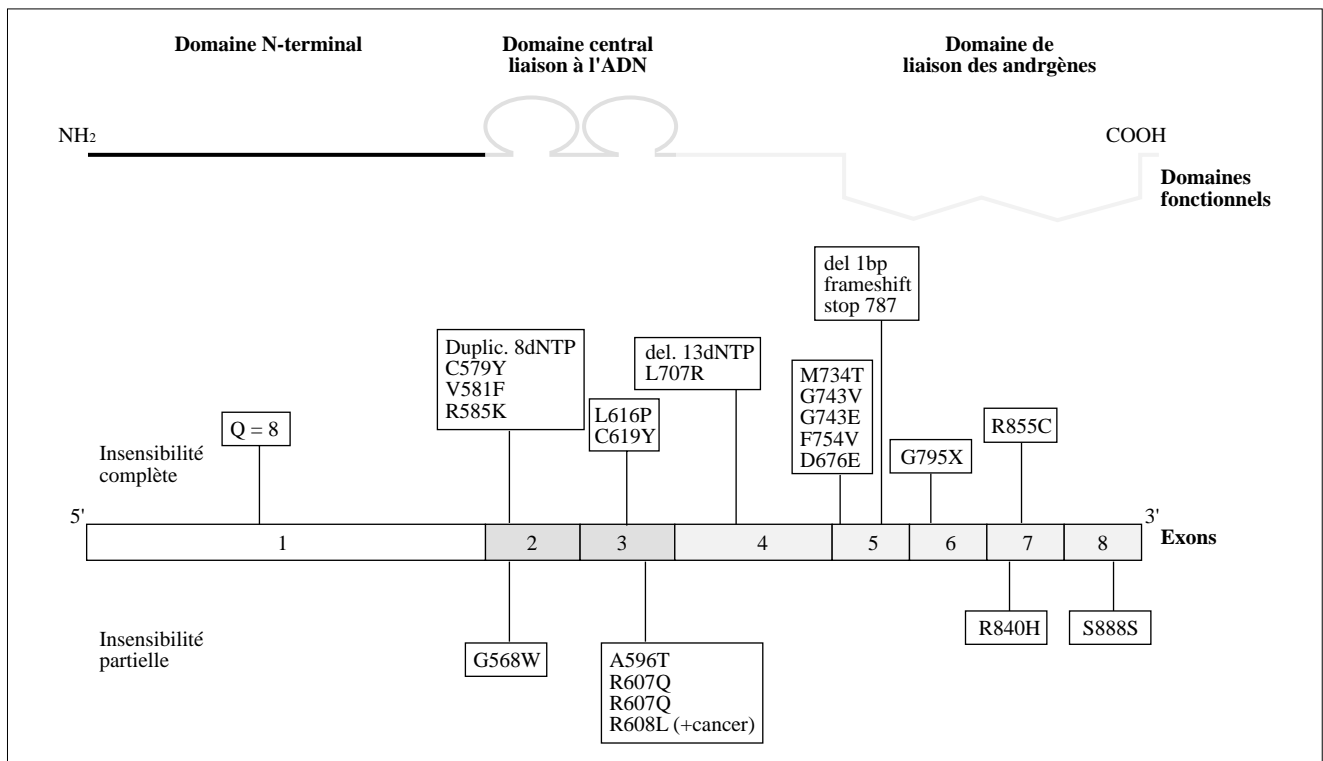 Domaine N-terminal
Domaine central
liaison à l'ADN
Domaine de
liaison des andrgènes
NH2
COOH
Domaines
fonctionnels
del 1bp
frameshift
stop 787
Duplic. 8dNTP
C579Y
V581F
R585K
del. 13dNTP
L707R
M734T
G743V
G743E
F754V
D676E
L616P
C619Y
Q = 8
R855C
G795X
Insensibilité
complète
5'
3'
1
2
3
4
5
6
7
8
Exons
Insensibilité
partielle
G568W
A596T
R607Q
R607Q
R608L (+cancer)
R840H
S888S